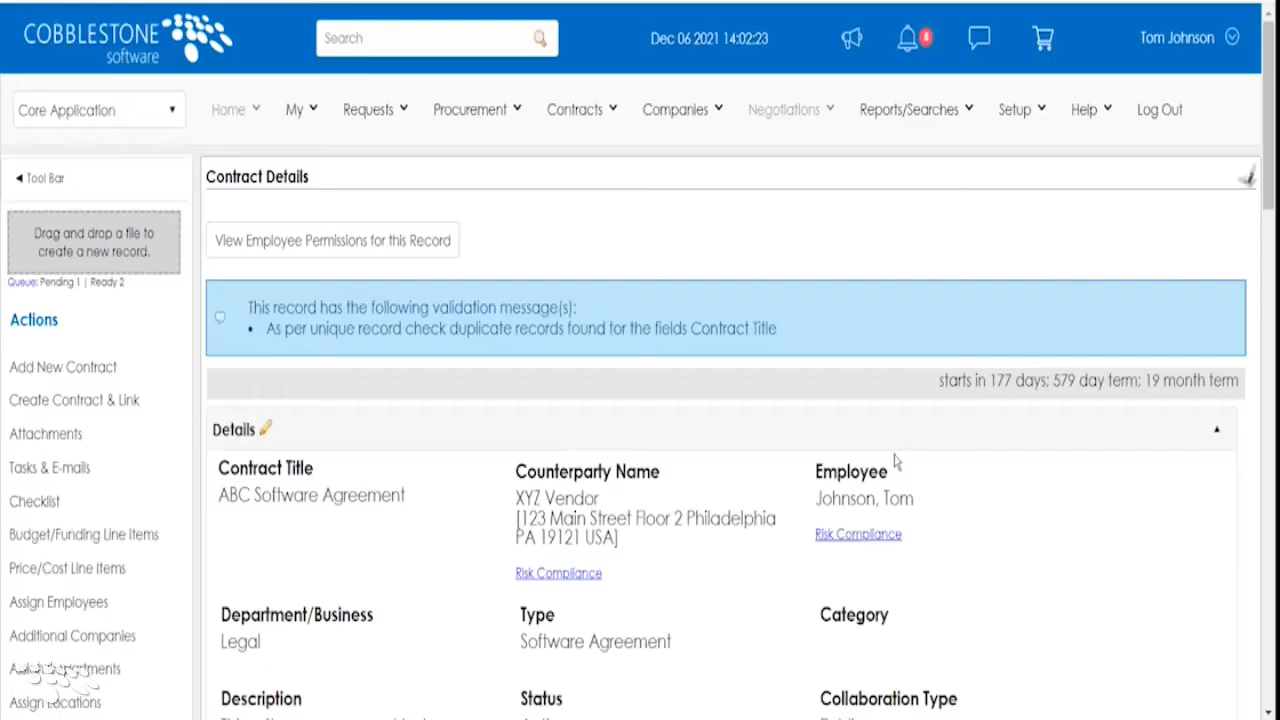 COBBLESTONE
software
Search
Dec 06 2021 14:02:23
Tom Johnson
Core Application
Home
My
Requests
Procurement
Contracts
Companies
Negotiations
Reports/Searches
Setup
Help
Log Out
Tool Bar
Drag and drop a file to
create a new record.
Queue: Pending 1 | Ready 2
Actions
Add New Contract
Create Contract & Link
Attachments
Tasks & E-mails
Checklist
Budget/Funding Line Items
Price/Cost Line Items
Assign Employees
Additional Companies
Assign Locations
Contract Details
View Employee Permissions for this Record
This record has the following validation message(s):
• As per unique record check duplicate records found for the fields Contract Title
starts in 177 days; 579 day term; 19 month term
Details
Contract Title
ABC Software Agreement
Counterparty Name
XYZ Vendor
[123 Main Street Floor 2 Philadelphia
PA 19121 USA]
Risk Compliance
Employee
Johnson, Tom
Risk Compliance
Department/Business
Legal
Type
Software Agreement
Category
Description
Status
Collaboration Type